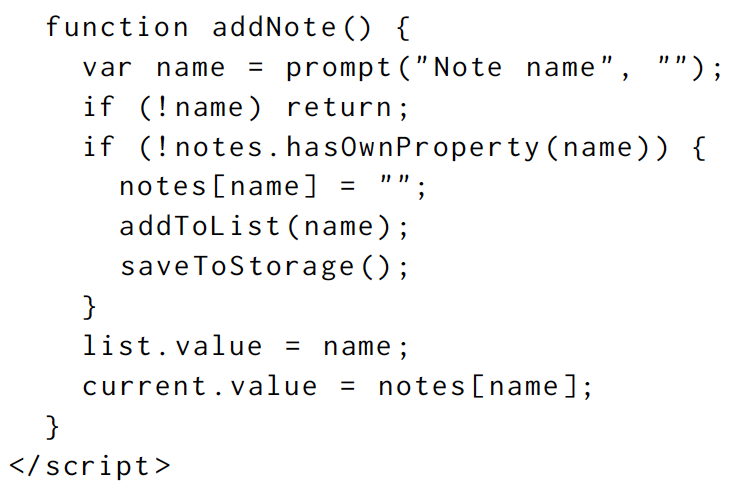 function addNote() {
var name = prompt("Note name", "");
if (!name) return;
if (!notes.hasOwnProperty(name)) {
notes[name] = "";
addToList(name);
saveToStorage();
}
list.value = name;
current.value = notes[name];
}
</script>